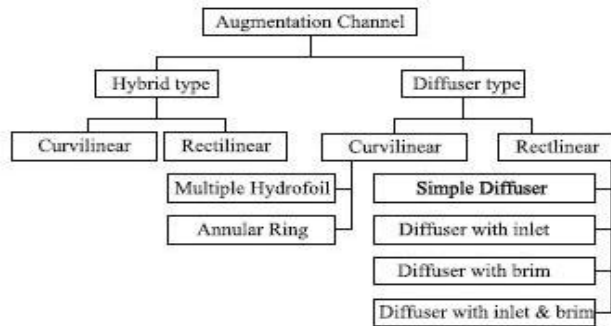 Augmentation Channel
Hybrid type
Diffuser type
Curvilinear
Rectilinear
Curvilinear
Rectlinear
Multiple Hydrofoil
Simple Diffuser
Annular Ring
Diffuser with inlet
Diffuser with brim
Diffuser with inlet & brim